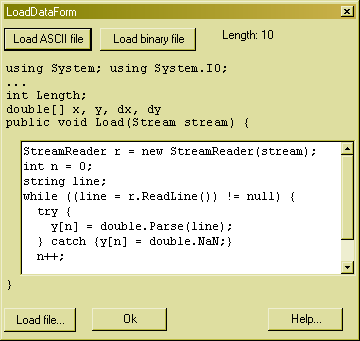 LoadDataForm
Load ASCII file Load binary file Length: 10
using System; using System.IO;
...
int Length;
double[] x, y, dx, dy
public void Load(Stream stream) {
StreamReader r = new StreamReader(stream);
int n = 0;
string line;
while ((line = r.ReadLine()) != null) {
try {
y[n] = double.Parse(line);
} catch {y[n] = double.NaN;}
n++;
}
Load file... Ok Help...